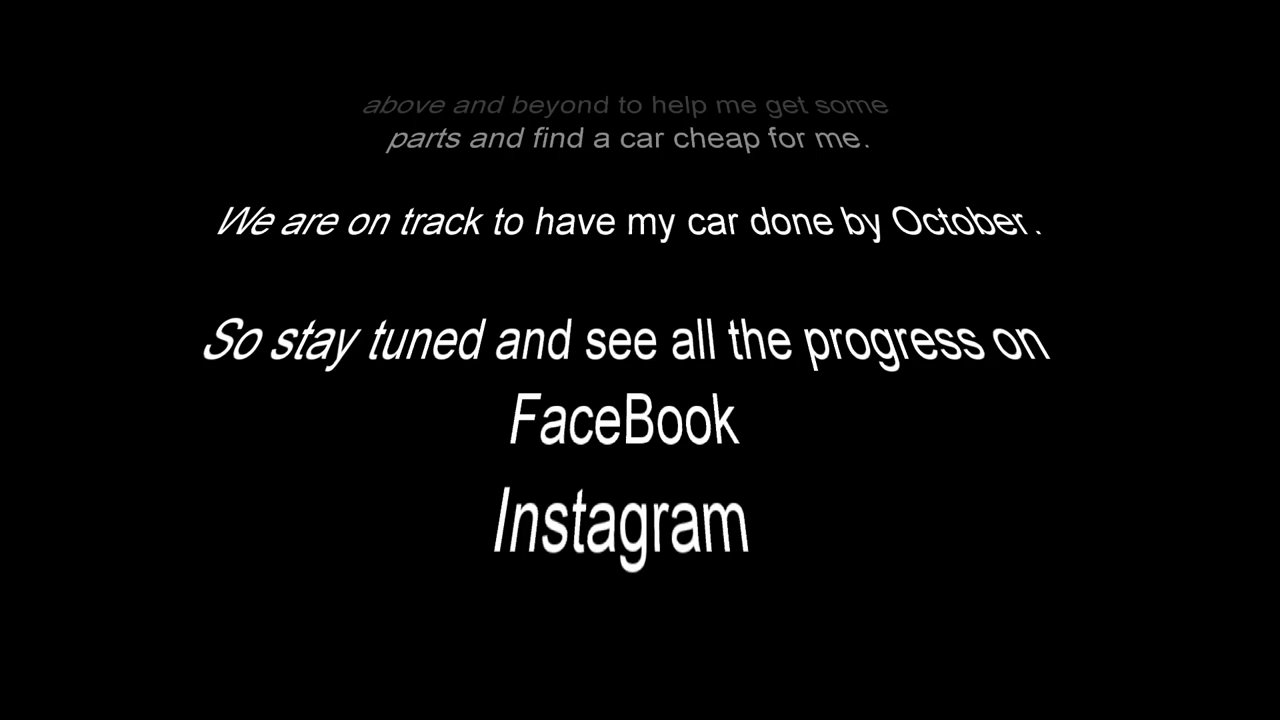 above and beyond to help me get some
parts and find a car cheap for me.
We are on track to have my car done by October.
So stay tuned and see all the progress on
FaceBook
Instagram